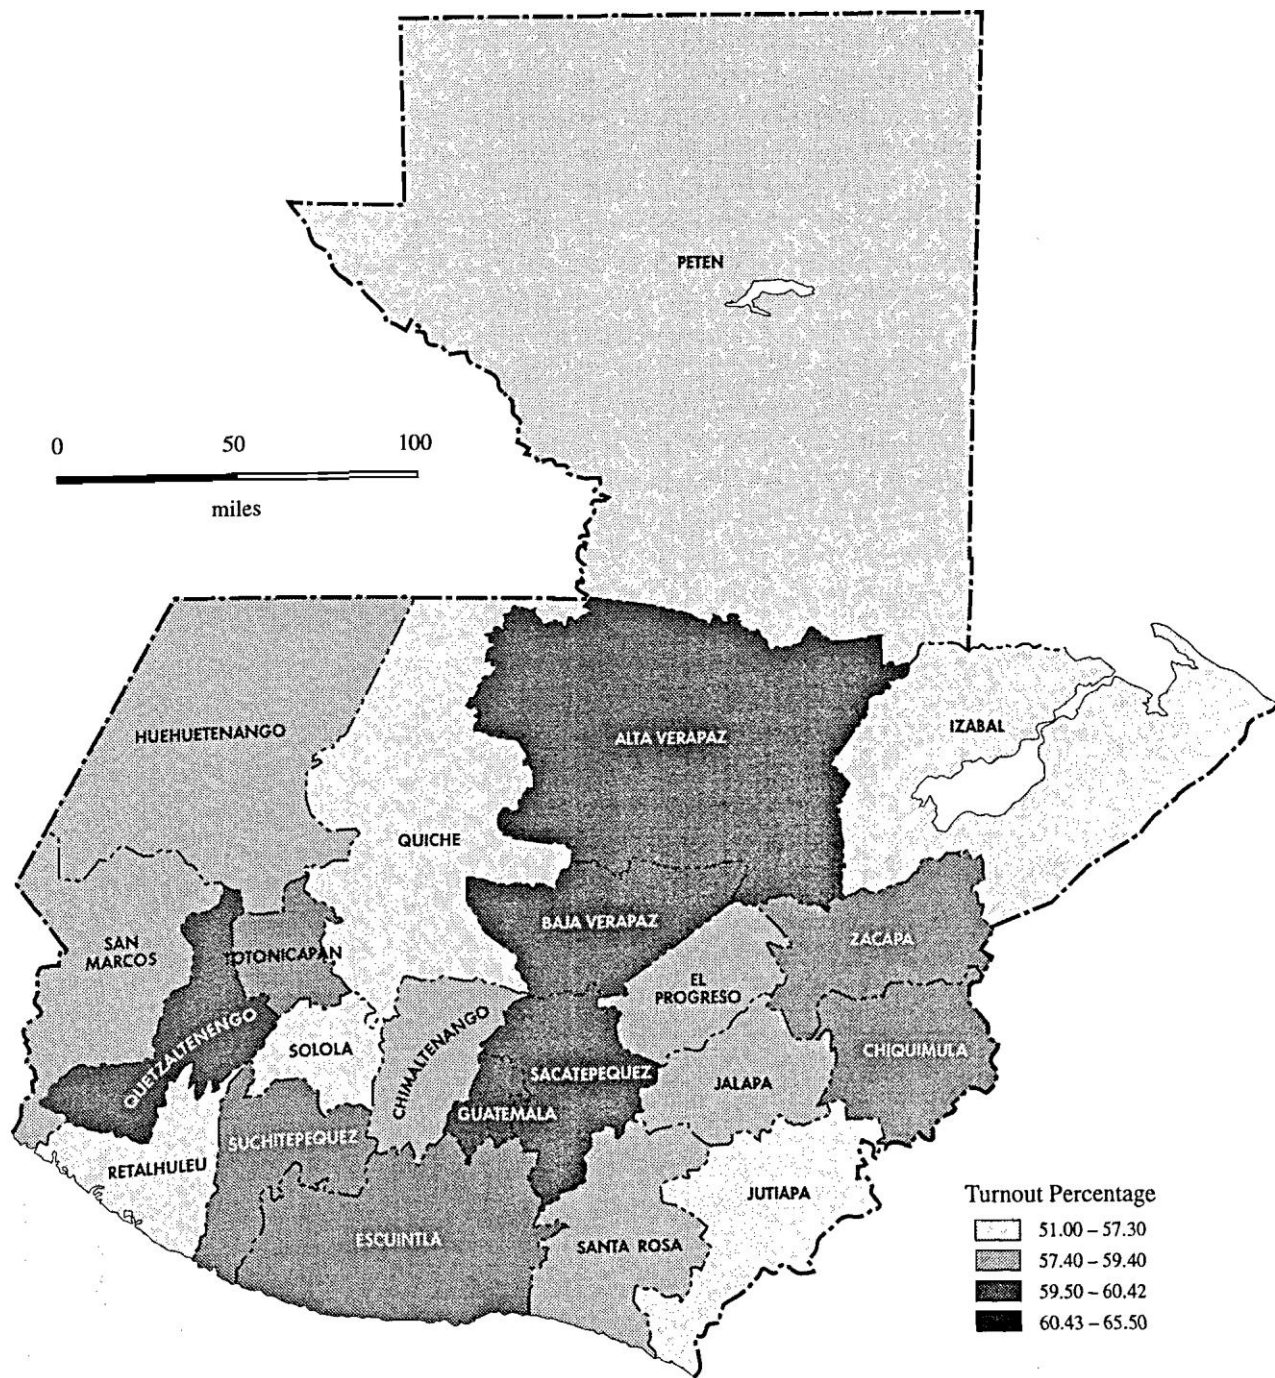 PETEN
0 50 100
miles
HUEHUETENANGO
ALTA VERAPAZ
IZABAL
QUICHE
BAJA VERAPAZ
ZACAPA
SAN
MARCOS
TOTONICAPAN
EL
PROGRESO
QUETZALTENENGO
SOLOLA
CHIMALTENANGO
SACATEPEQUEZ
CHIQUIMULA
JALAPA
GUATEMALA
SUCHITEPEQUEZ
RETALHULEU
JUTIAPA
ESCUINTLA
SANTA ROSA
Turnout Percentage
51.00 – 57.30
57.40 – 59.40
59.50 – 60.42
60.43 – 65.50